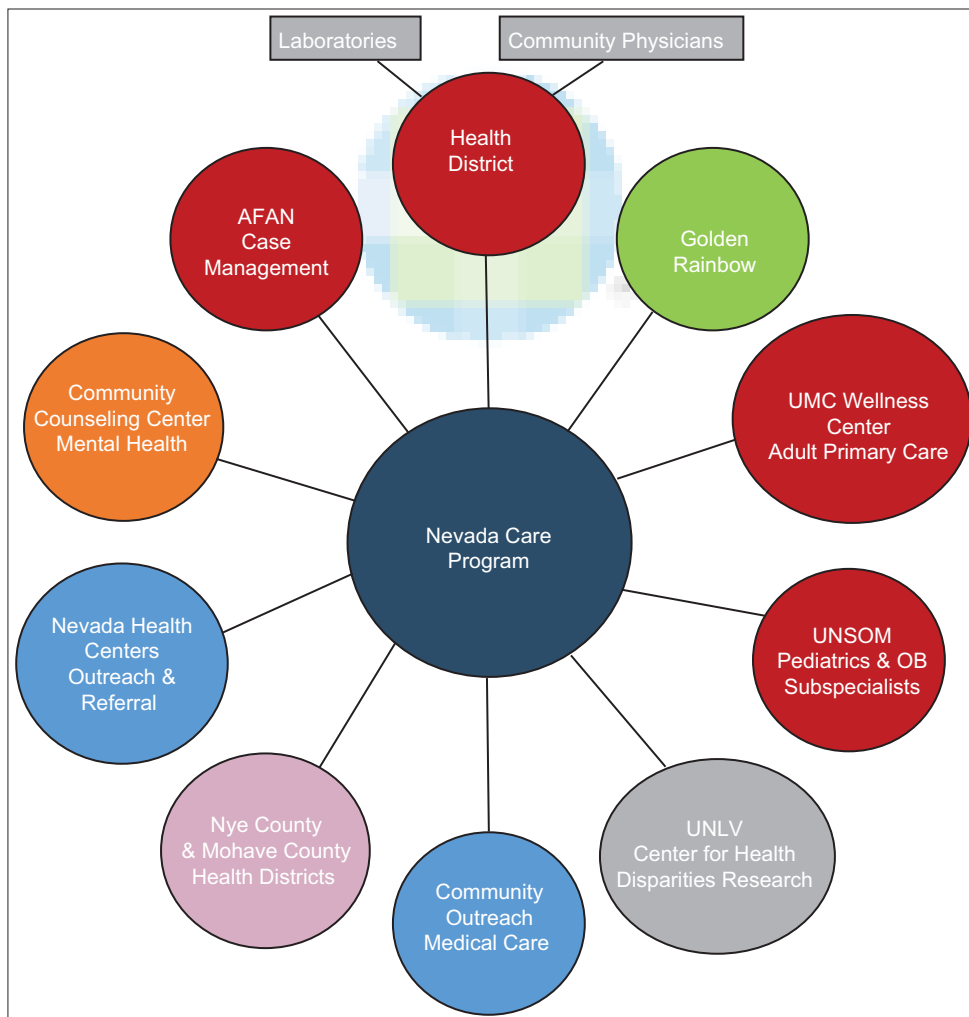 Laboratories
Community Physicians
Health
District
AFAN
Case
Management
Golden
Rainbow
Community
Counseling Center
Mental Health
UMC Wellness
Center
Adult Primary Care
Nevada Care
Program
Nevada Health
Centers
Outreach &
Referral
UNSOM
Pediatrics & OB
Subspecialists
Nye County
& Mohave County
Health Districts
Community
Outreach
Medical Care
UNLV
Center for Health
Disparities Research